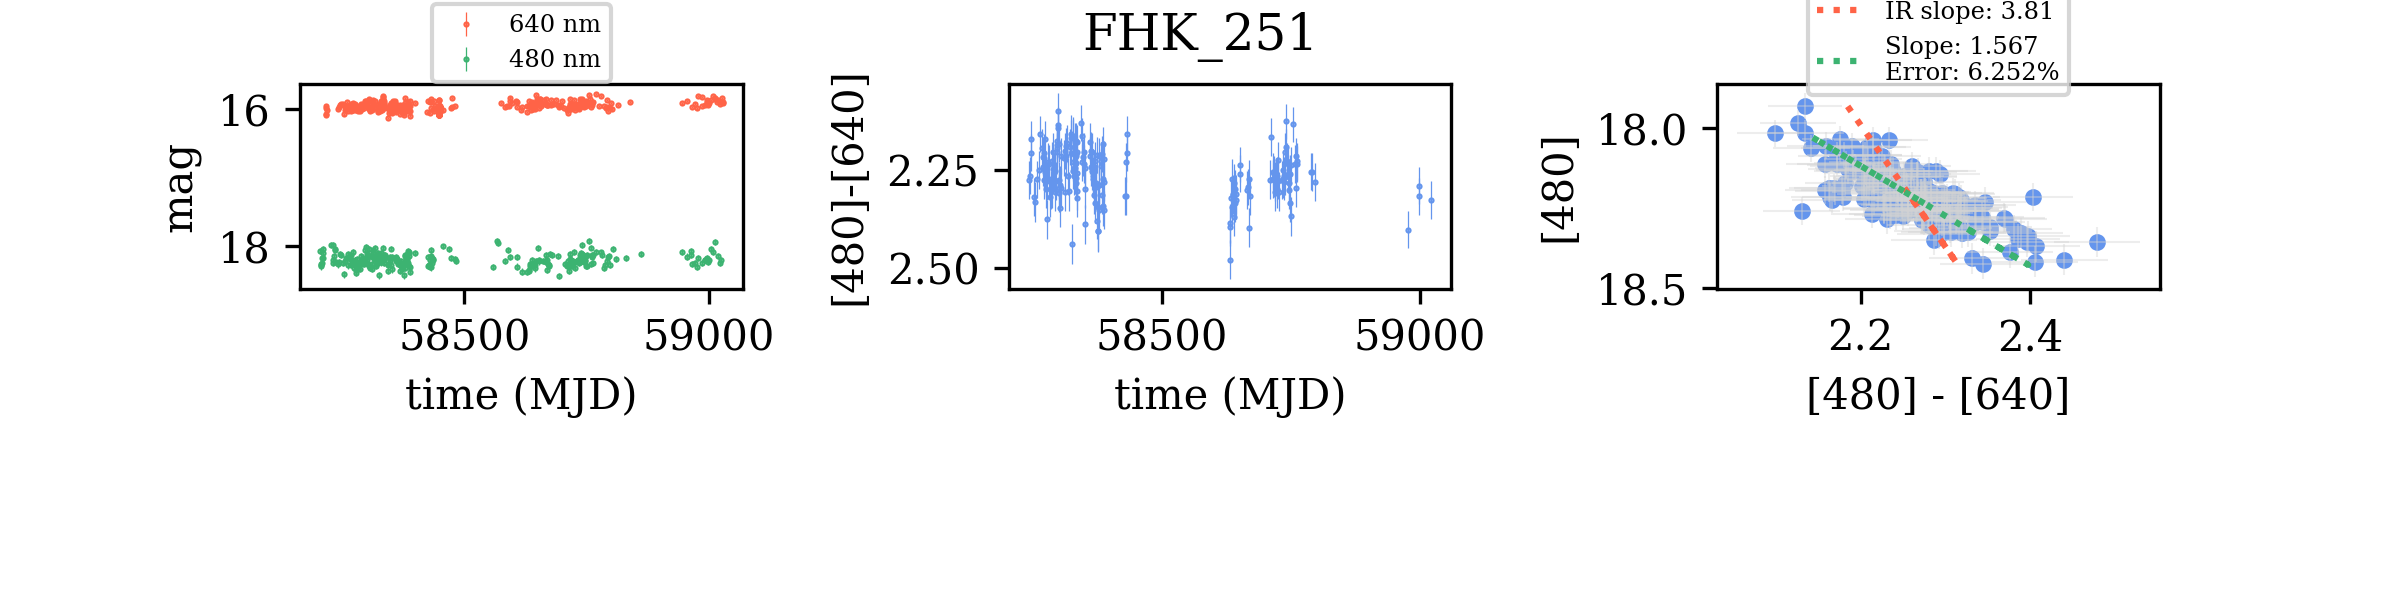 640 nm
480 nm
16
18
mag
58500 59000
time (MJD)
FHK_251
[480]-[640]
2.25
2.50
58500 59000
time (MJD)
IR slope: 3.81
Slope: 1.567
Error: 6.252%
[480]
18.0
18.5
2.2 2.4
[480] - [640]